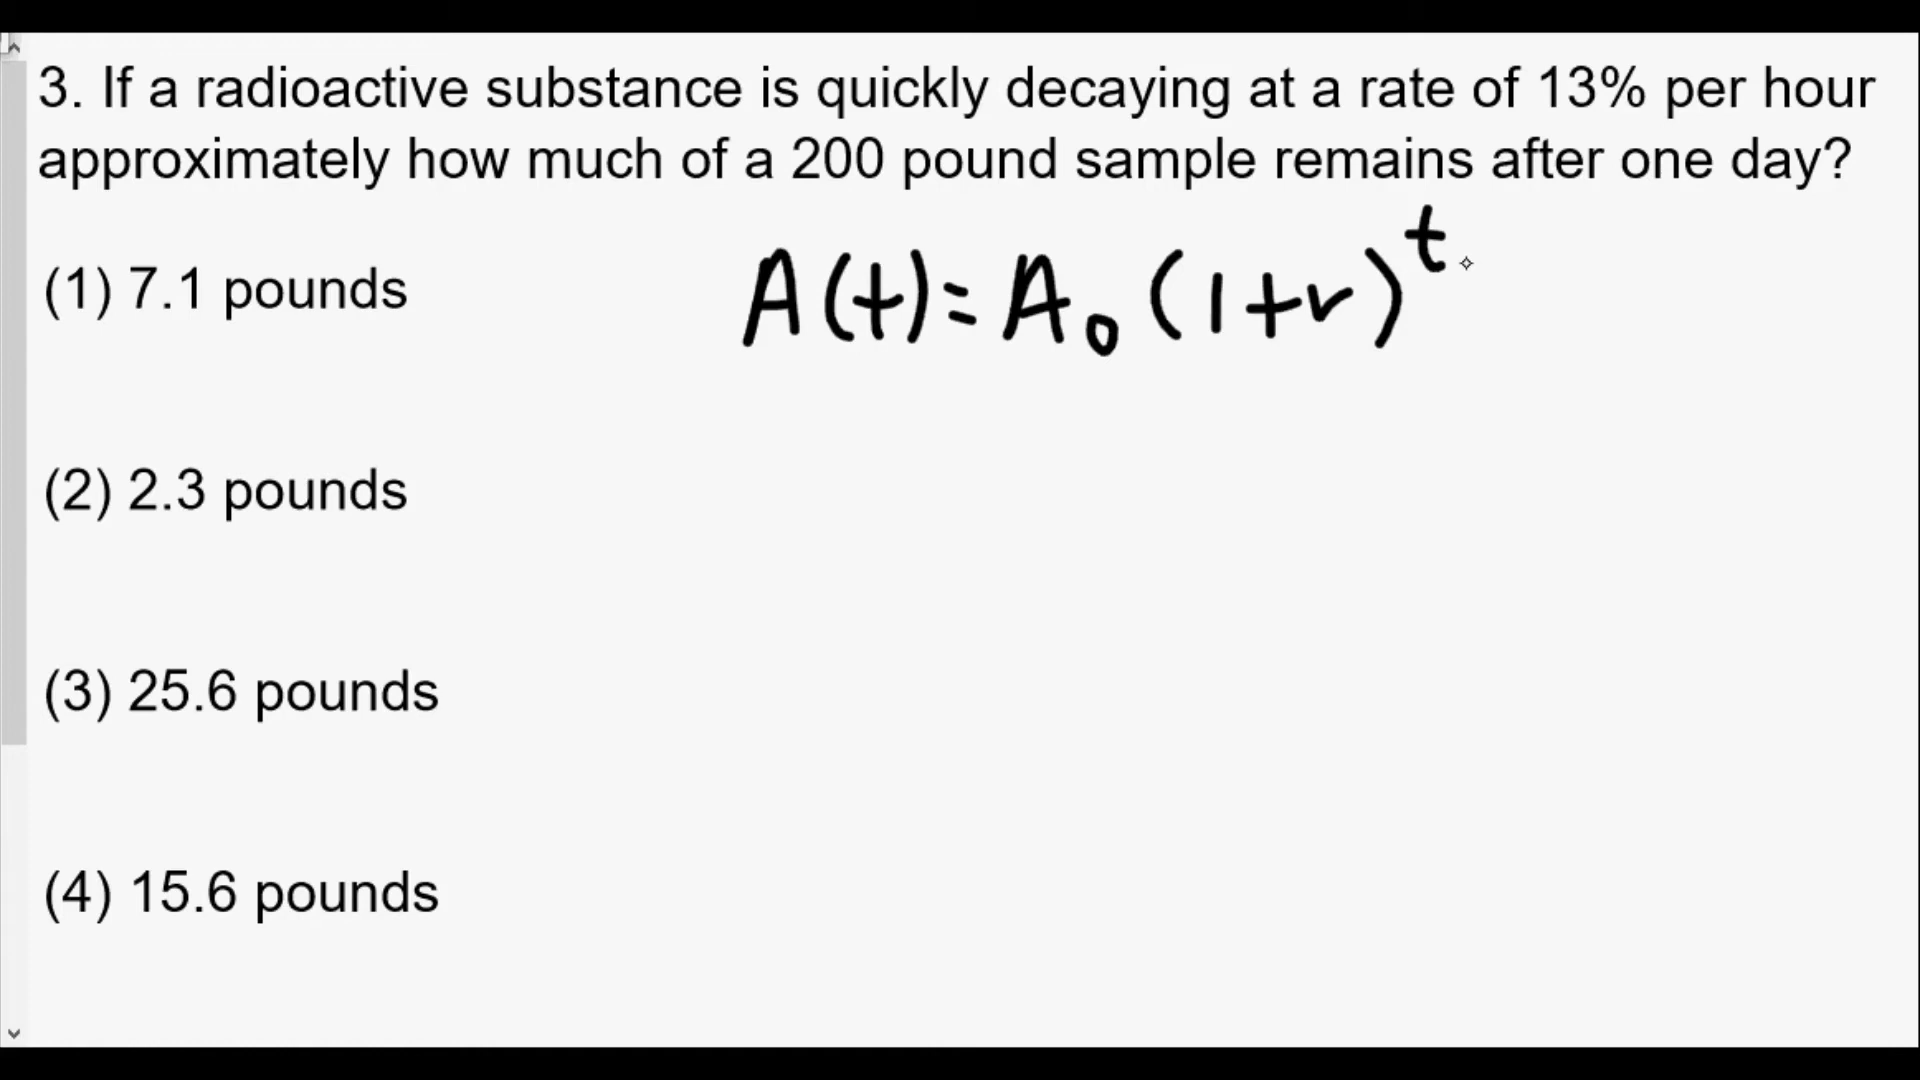 3. If a radioactive substance is quickly decaying at a rate of 13% per hour
approximately how much of a 200 pound sample remains after one day?
A(t)=A₀(1+r)ᵗ
(1) 7.1 pounds
(2) 2.3 pounds
(3) 25.6 pounds
(4) 15.6 pounds